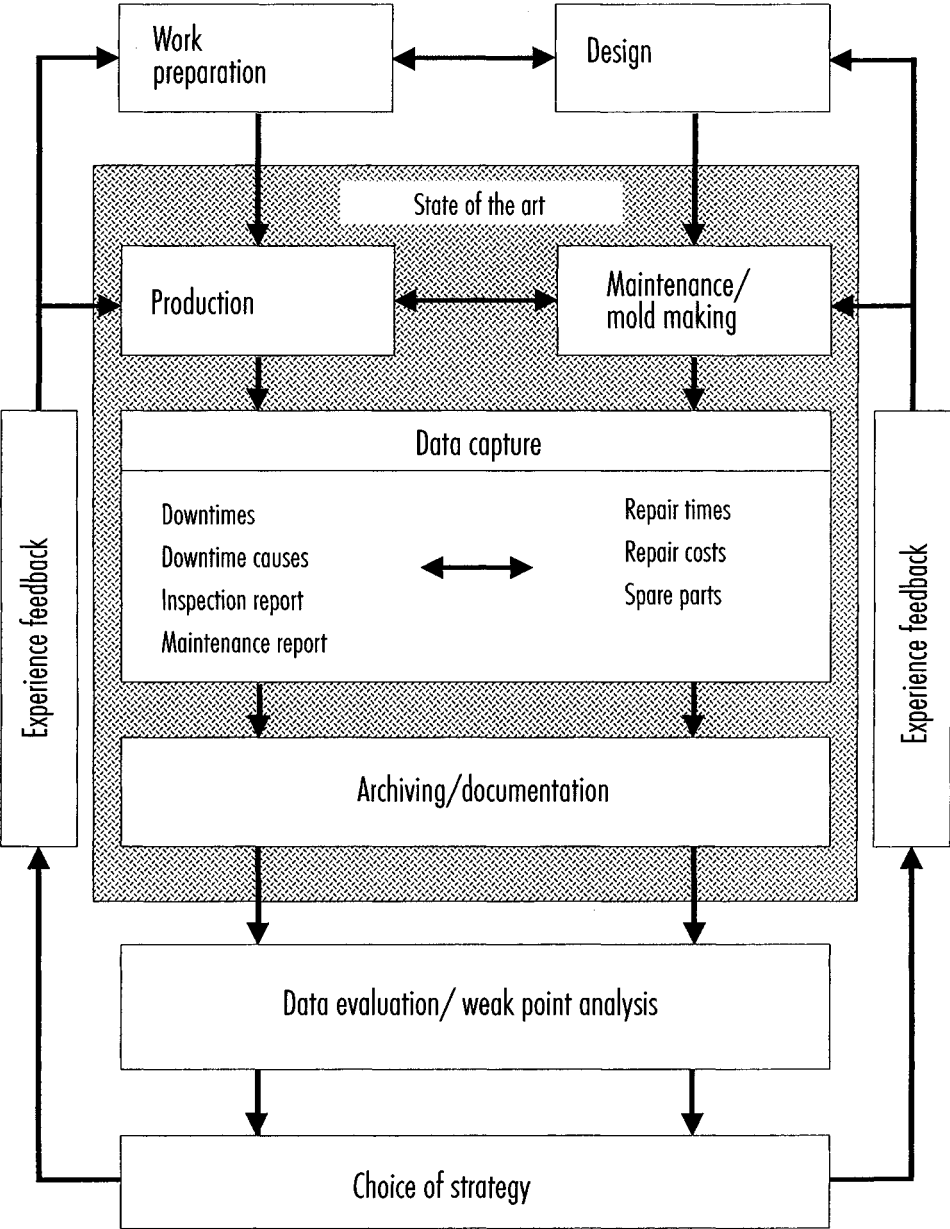 Work
preparation
Design
State of the art
Production
Maintenance/
mold making
Data capture
Downtimes
Downtime causes
Inspection report
Maintenance report
Repair times
Repair costs
Spare parts
Experience feedback
Experience feedback
Archiving/documentation
Data evaluation/ weak point analysis
Choice of strategy